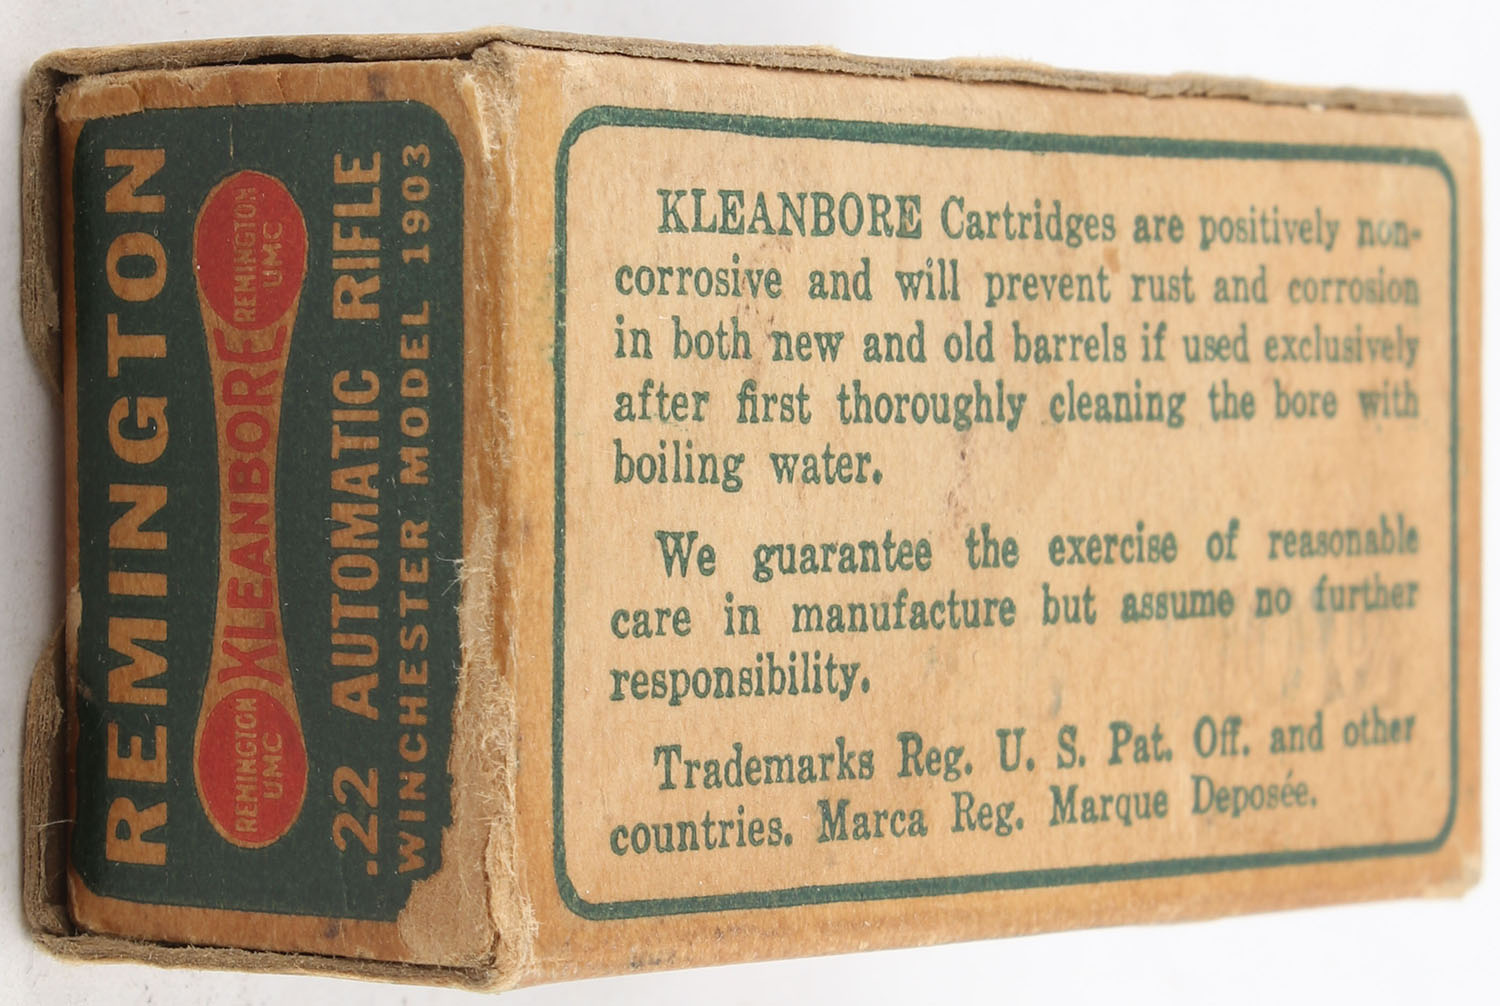 REMINGTON
REMINGTON
UMC
KLEANBORE
REMINGTON
UMC
.22 AUTOMATIC RIFLE
WINCHESTER MODEL 1903
KLEANBORE Cartridges are positively non-
corrosive and will prevent rust and corrosion
in both new and old barrels if used exclusively
after first thoroughly cleaning the bore with
boiling water.
We guarantee the exercise of reasonable
care in manufacture but assume no further
responsibility.
Trademarks Reg. U. S. Pat. Off. and other
countries. Marca Reg. Marque Deposée.